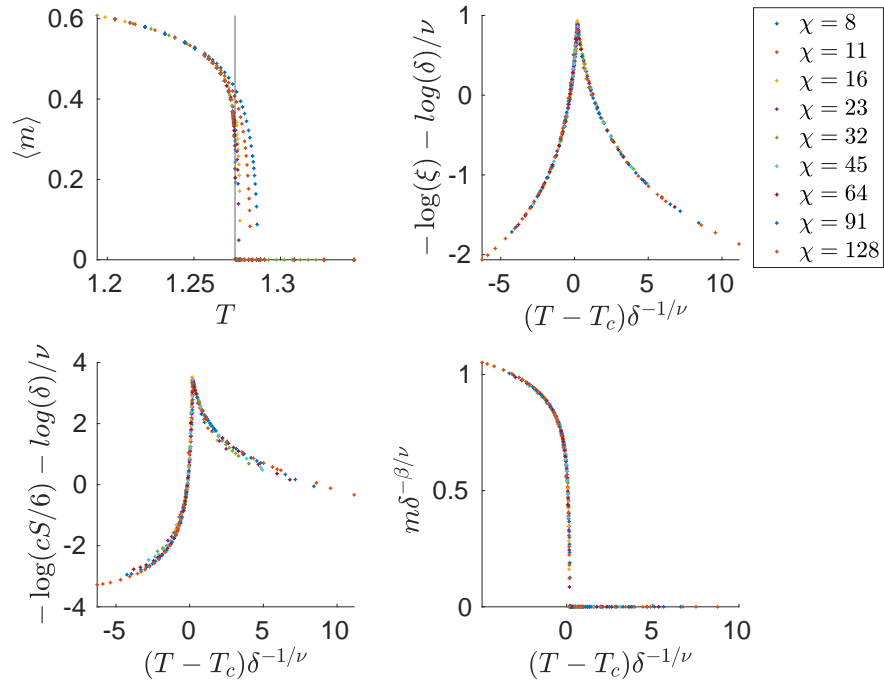 0.6
0.4
0.2
0
1.2 1.25 1.3
⟨m⟩
T
1
0
-1
-2
-5 0 5 10
− log(ξ) − log(δ)/ν
(T − T_c)δ^{−1/ν}
χ = 8
χ = 11
χ = 16
χ = 23
χ = 32
χ = 45
χ = 64
χ = 91
χ = 128
4
2
0
-2
-4
-5 0 5 10
− log(cS/6) − log(δ)/ν
(T − T_c)δ^{−1/ν}
1
0.5
0
0 5 10
mδ^{−β/ν}
(T − T_c)δ^{−1/ν}